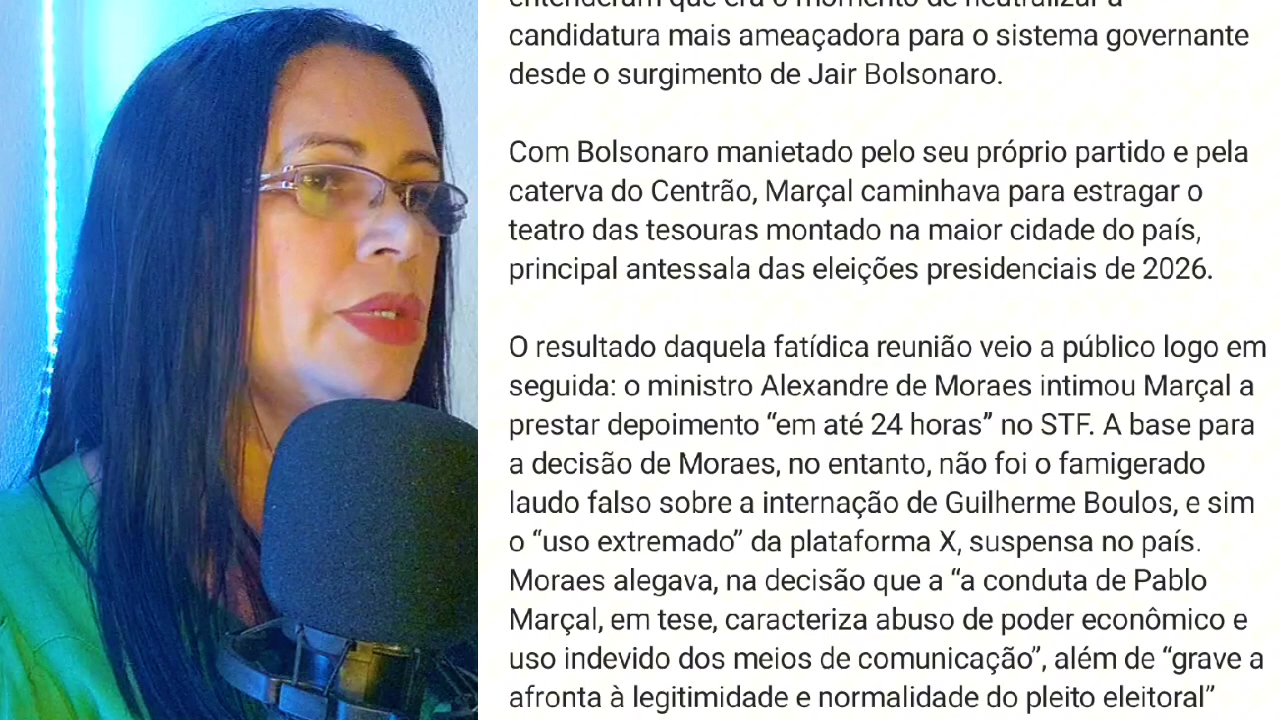 entenderam que era o momento de neutralizar a
candidatura mais ameaçadora para o sistema governante
desde o surgimento de Jair Bolsonaro.
Com Bolsonaro manietado pelo seu próprio partido e pela
caterva do Centrão, Marçal caminhava para estragar o
teatro das tesouras montado na maior cidade do país,
principal antessala das eleições presidenciais de 2026.
O resultado daquela fatídica reunião veio a público logo em
seguida: o ministro Alexandre de Moraes intimou Marçal a
prestar depoimento “em até 24 horas” no STF. A base para
a decisão de Moraes, no entanto, não foi o famigerado
laudo falso sobre a internação de Guilherme Boulos, e sim
o “uso extremado” da plataforma X, suspensa no país.
Moraes alegava, na decisão que a “a conduta de Pablo
Marçal, em tese, caracteriza abuso de poder econômico e
uso indevido dos meios de comunicação”, além de “grave a
afronta à legitimidade e normalidade do pleito eleitoral”